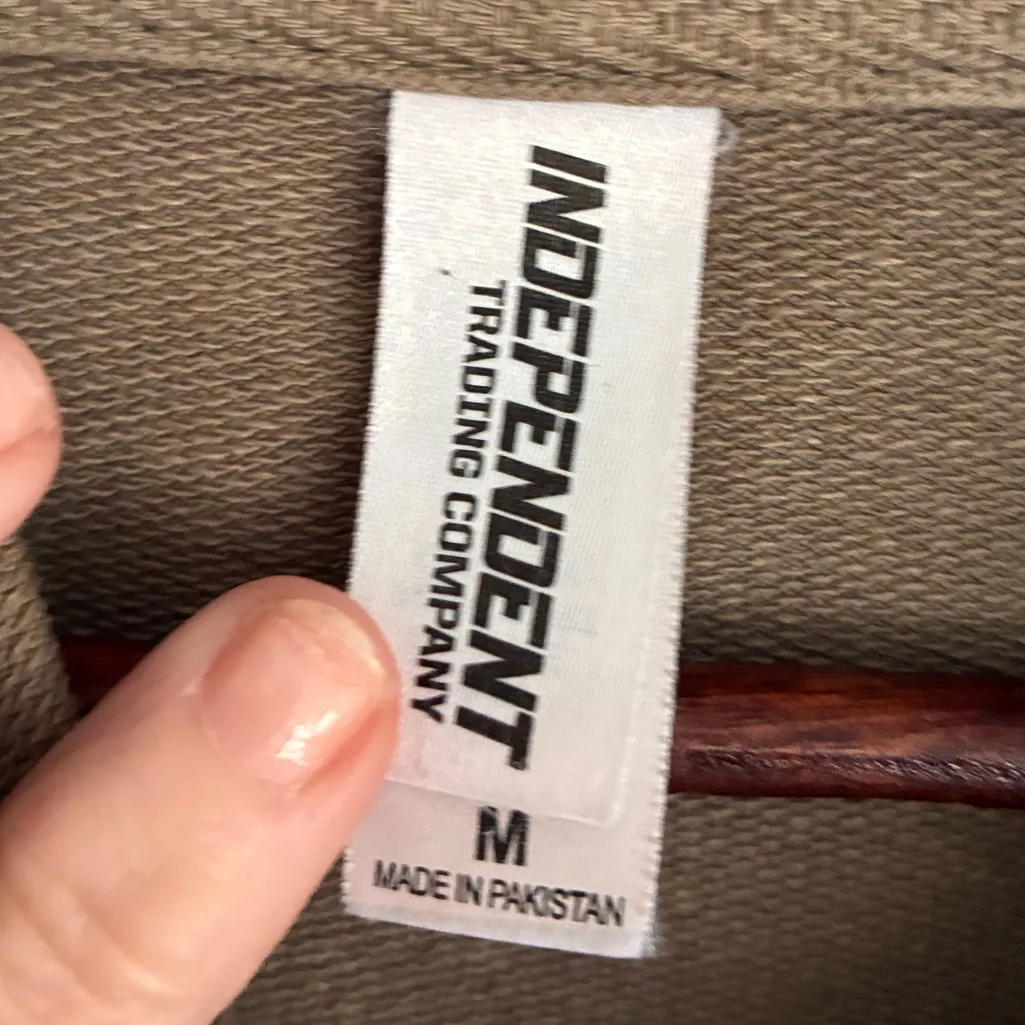 INDEPENDENT
TRADING COMPANY
M
MADE IN PAKISTAN